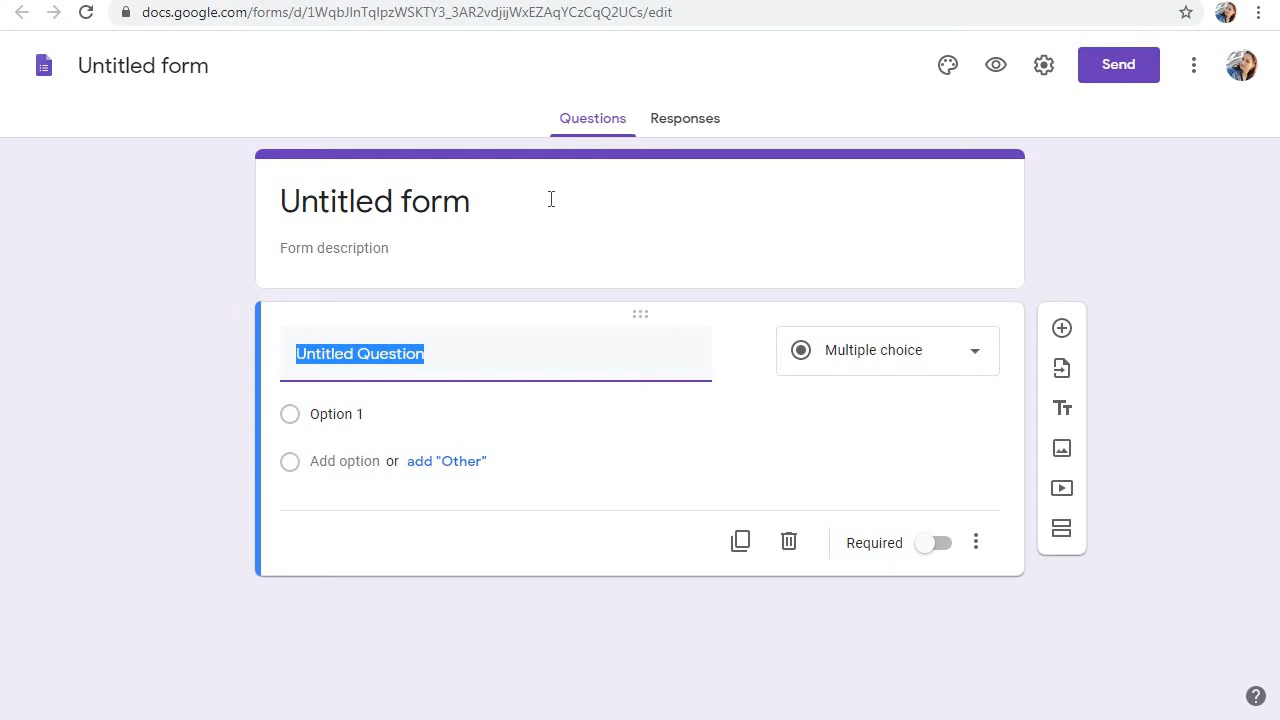 docs.google.com/forms/d/1WqbJInTqlpzWSKTY3_3AR2vdjijWxEZAqYCzCqQ2UCs/edit
Untitled form
Send
Questions Responses
Untitled form
Form description
Untitled Question
Multiple choice
Option 1
Add option or add "Other"
Required